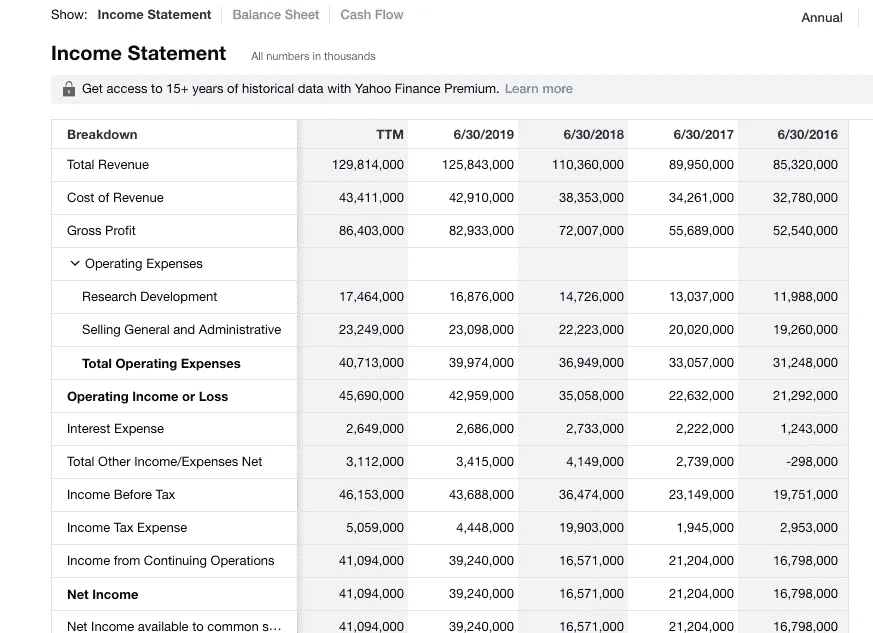 Show: Income Statement Balance Sheet Cash Flow Annual
Income Statement All numbers in thousands
Get access to 15+ years of historical data with Yahoo Finance Premium. Learn more
Breakdown TTM 6/30/2019 6/30/2018 6/30/2017 6/30/2016
Total Revenue 129,814,000 125,843,000 110,360,000 89,950,000 85,320,000
Cost of Revenue 43,411,000 42,910,000 38,353,000 34,261,000 32,780,000
Gross Profit 86,403,000 82,933,000 72,007,000 55,689,000 52,540,000
Operating Expenses
Research Development 17,464,000 16,876,000 14,726,000 13,037,000 11,988,000
Selling General and Administrative 23,249,000 23,098,000 22,223,000 20,020,000 19,260,000
Total Operating Expenses 40,713,000 39,974,000 36,949,000 33,057,000 31,248,000
Operating Income or Loss 45,690,000 42,959,000 35,058,000 22,632,000 21,292,000
Interest Expense 2,649,000 2,686,000 2,733,000 2,222,000 1,243,000
Total Other Income/Expenses Net 3,112,000 3,415,000 4,149,000 2,739,000 -298,000
Income Before Tax 46,153,000 43,688,000 36,474,000 23,149,000 19,751,000
Income Tax Expense 5,059,000 4,448,000 19,903,000 1,945,000 2,953,000
Income from Continuing Operations 41,094,000 39,240,000 16,571,000 21,204,000 16,798,000
Net Income 41,094,000 39,240,000 16,571,000 21,204,000 16,798,000
Net Income available to common s... 41,094,000 39,240,000 16,571,000 21,204,000 16,798,000